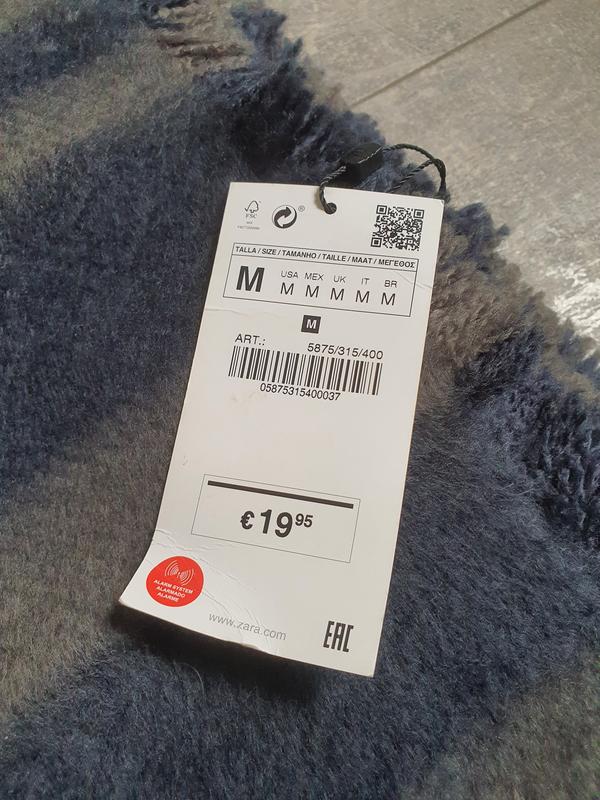 FSC
®
TALLA / SIZE / TAMANHO / TAILLE / MAAT / ΜΕΓΕΘΟΣ
M
USA MEX UK IT BR
M M M M M
M
ART.: 5875/315/400
05875315400037
€ 19 95
ALARM SYSTEM
ALARMADO
ALARME
www.zara.com
EAC